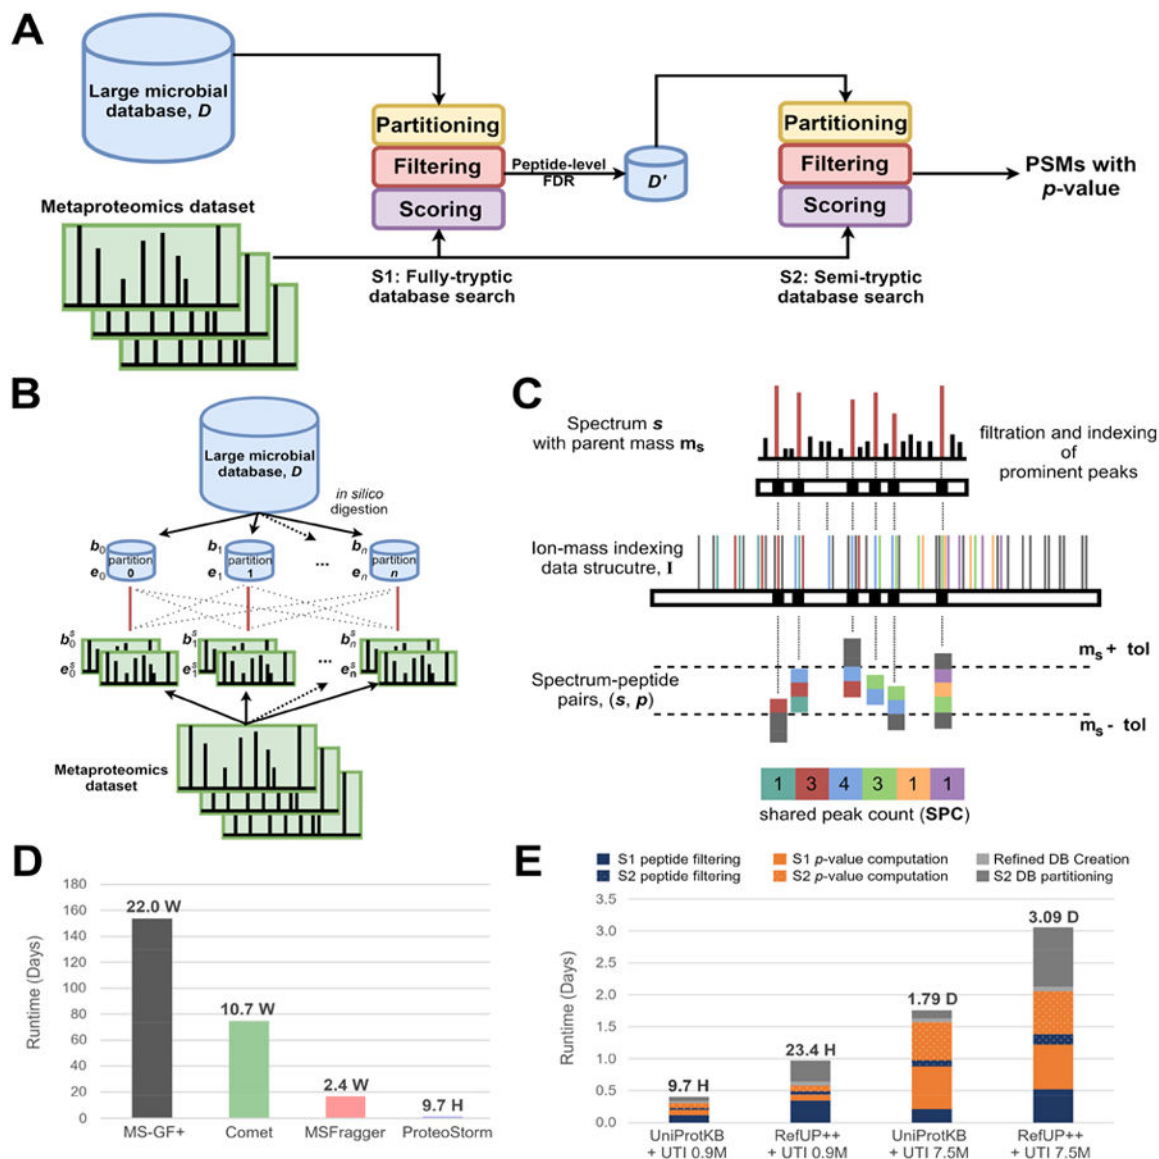 A
Large microbial
database, D
Partitioning
Filtering
Scoring
Peptide-level
FDR
D'
Partitioning
Filtering
Scoring
PSMs with
p-value
Metaproteomics dataset
S1: Fully-tryptic
database search
S2: Semi-tryptic
database search
B
Large microbial
database, D
in silico
digestion
b0
e0
partition
0
b1
e1
partition
1
...
bn
en
partition
n
b0s
e0s
b1s
e1s
...
bns
ens
Metaproteomics
dataset
C
Spectrum s
with parent mass ms
filtration and indexing
of
prominent peaks
Ion-mass indexing
data strucutre, I
Spectrum-peptide
pairs, (s, p)
ms + tol
ms - tol
1 3 4 3 1 1
shared peak count (SPC)
D
Runtime (Days)
180
160
140
120
100
80
60
40
20
0
22.0 W
10.7 W
2.4 W
9.7 H
MS-GF+ Comet MSFragger ProteoStorm
E
S1 peptide filtering S1 p-value computation Refined DB Creation
S2 peptide filtering S2 p-value computation S2 DB partitioning
Runtime (Days)
3.5
3.0
2.5
2.0
1.5
1.0
0.5
0.0
9.7 H
23.4 H
1.79 D
3.09 D
UniProtKB RefUP++ UniProtKB RefUP++
+ UTI 0.9M + UTI 0.9M + UTI 7.5M + UTI 7.5M